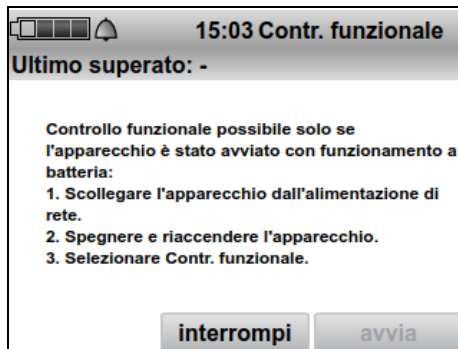 15:03 Contr. funzionale
Ultimo superato: -
Controllo funzionale possibile solo se
l'apparecchio è stato avviato con funzionamento a
batteria:
1. Scollegare l'apparecchio dall'alimentazione di
rete.
2. Spegnere e riaccendere l'apparecchio.
3. Selezionare Contr. funzionale.
interrompi avvia